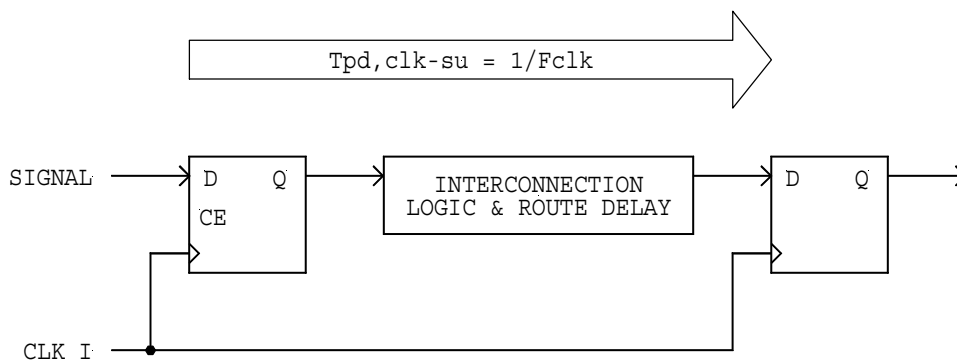 Tpd,clk-su = 1/Fclk
SIGNAL
D Q
CE
INTERCONNECTION
LOGIC & ROUTE DELAY
D Q
CLK I